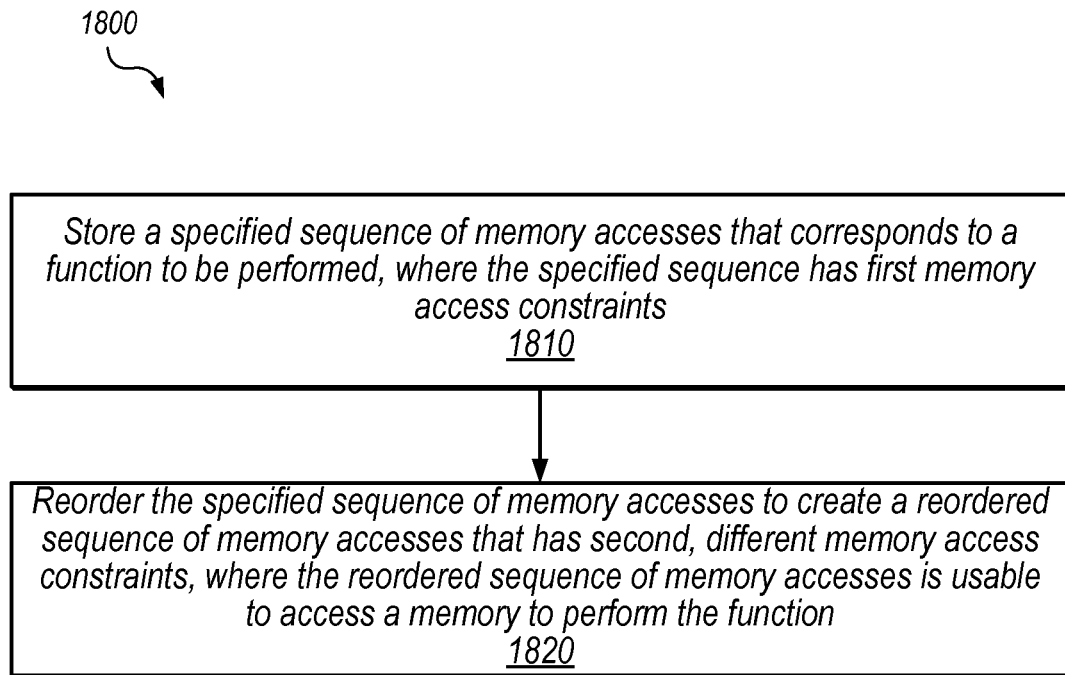 1800
Store a specified sequence of memory accesses that corresponds to a
function to be performed, where the specified sequence has first memory
access constraints
1810
Reorder the specified sequence of memory accesses to create a reordered
sequence of memory accesses that has second, different memory access
constraints, where the reordered sequence of memory accesses is usable
to access a memory to perform the function
1820